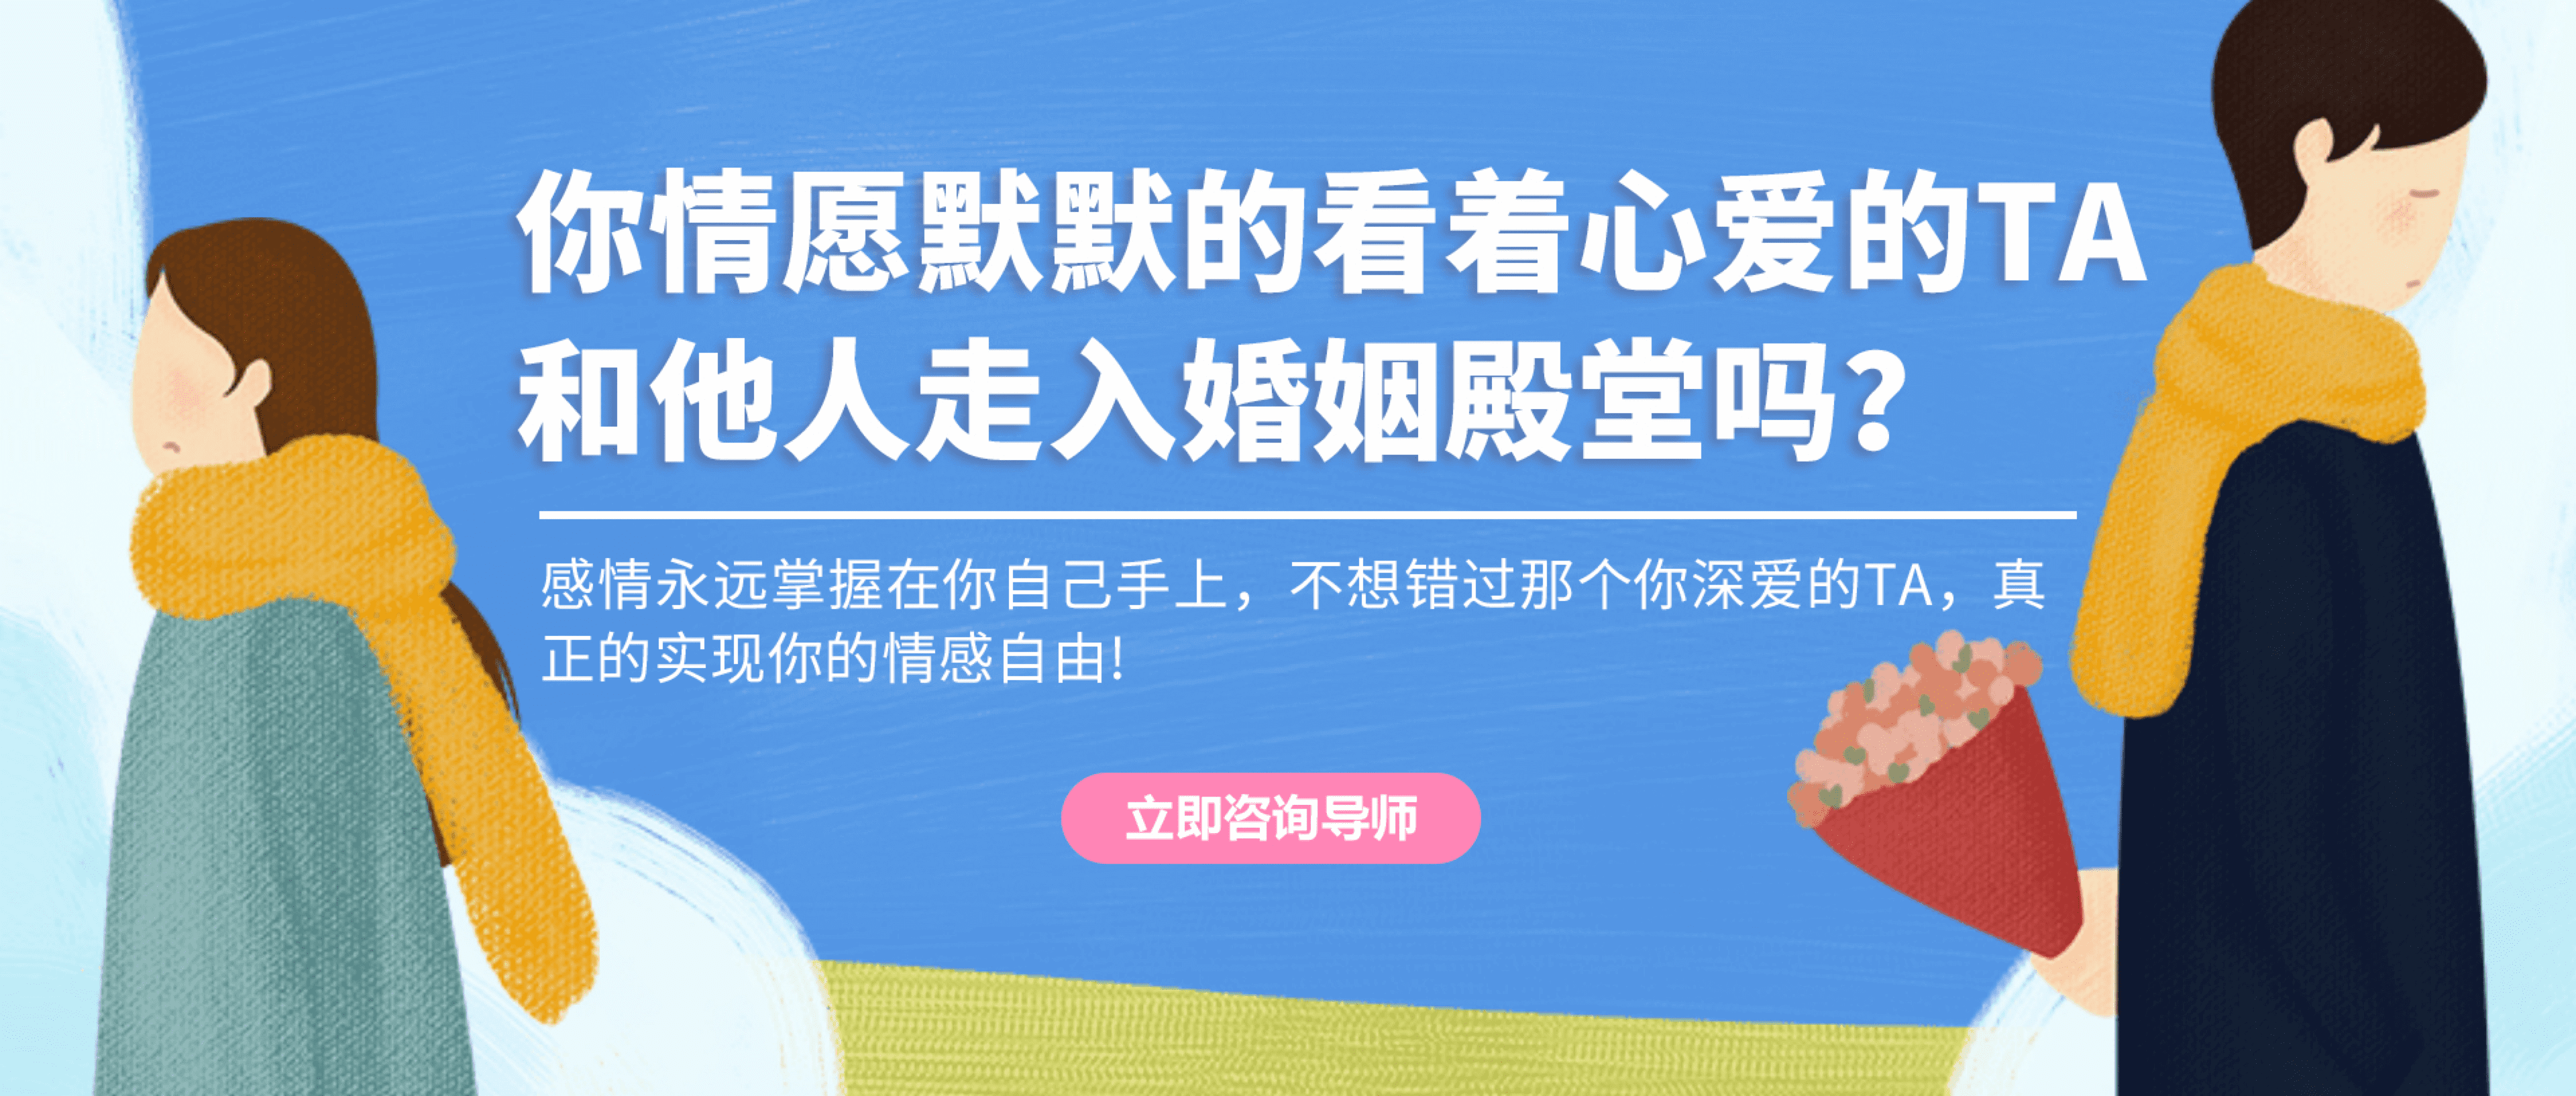 你情愿默默的看着心爱的TA
和他人走入婚姻殿堂吗？
感情永远掌握在你自己手上，不想错过那个你深爱的TA，真
正的实现你的情感自由！
立即咨询导师